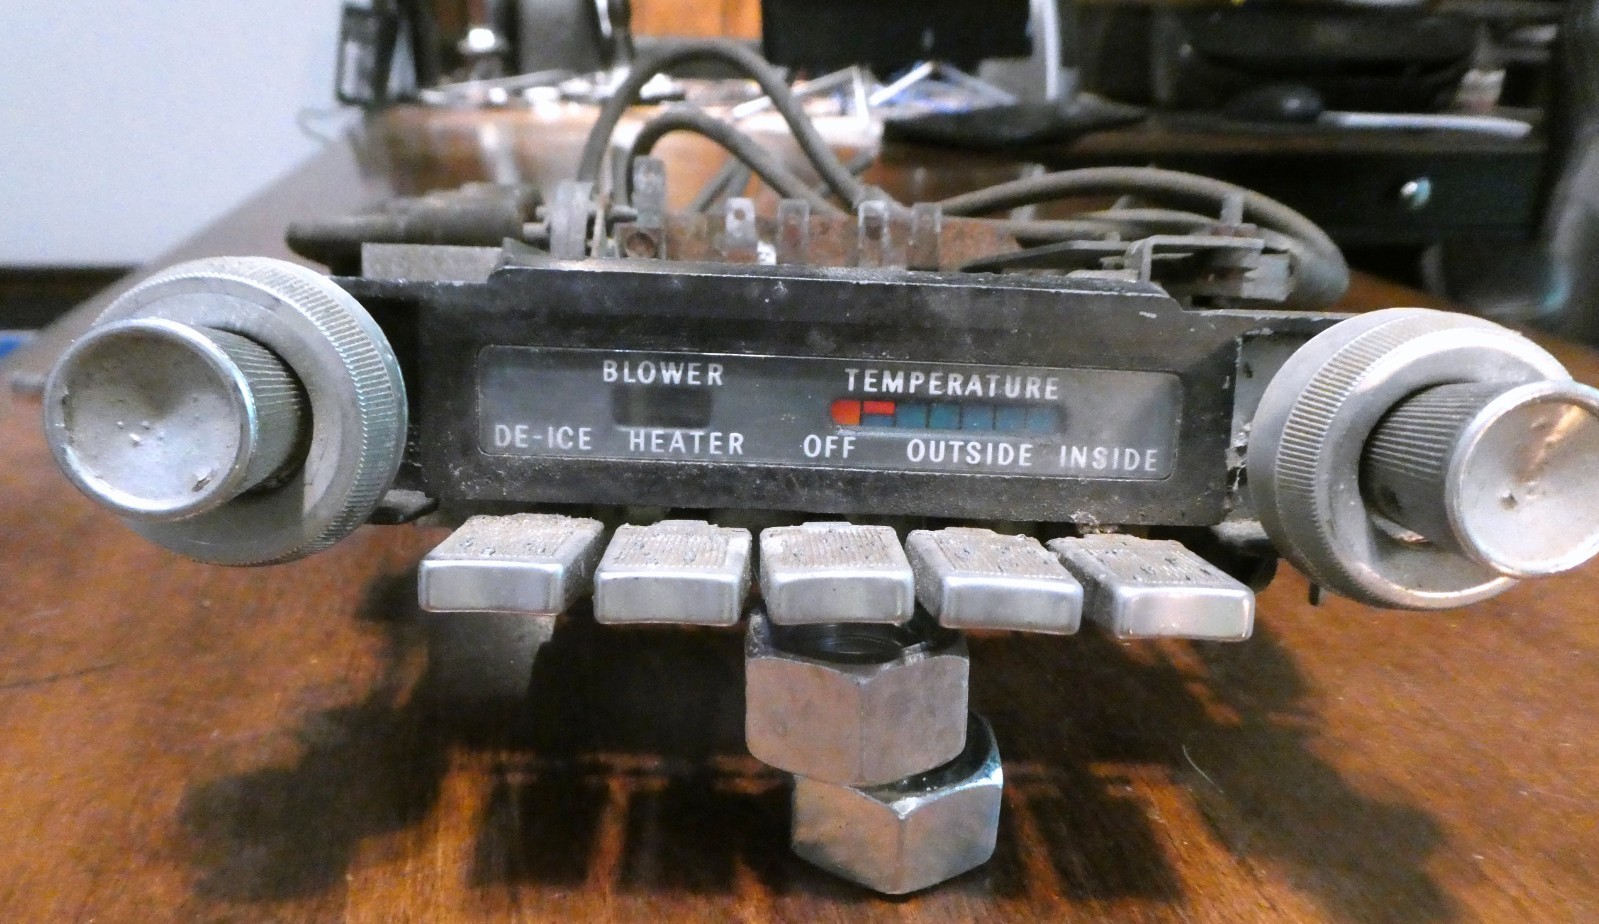 BLOWER TEMPERATURE
DE-ICE HEATER OFF OUTSIDE INSIDE